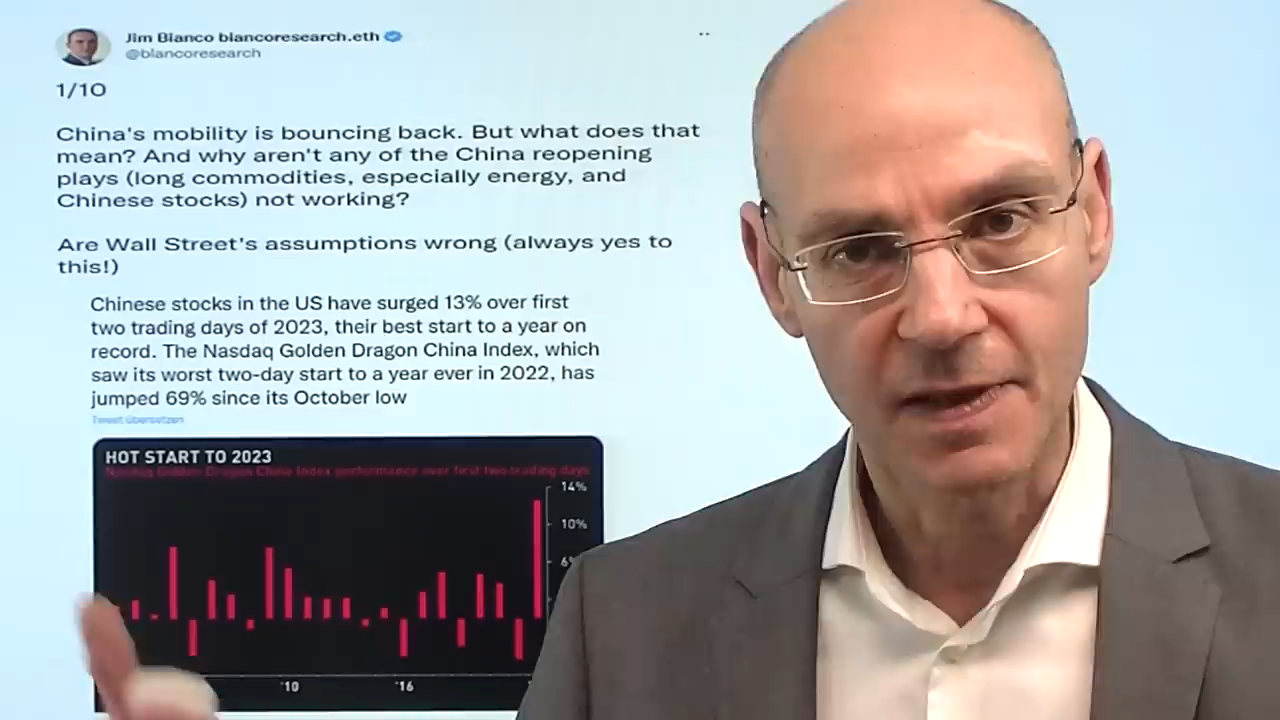 Jim Bianco biancoresearch.eth
@biancoresearch
1/10
China's mobility is bouncing back. But what does that
mean? And why aren't any of the China reopening
plays (long commodities, especially energy, and
Chinese stocks) not working?
Are Wall Street's assumptions wrong (always yes to
this!)
Chinese stocks in the US have surged 13% over first
two trading days of 2023, their best start to a year on
record. The Nasdaq Golden Dragon China Index, which
saw its worst two-day start to a year ever in 2022, has
jumped 69% since its October low
Tweet übersetzen
HOT START TO 2023
Nasdaq Golden Dragon China Index performance over first two trading days
14%
10%
6%
'10
'16